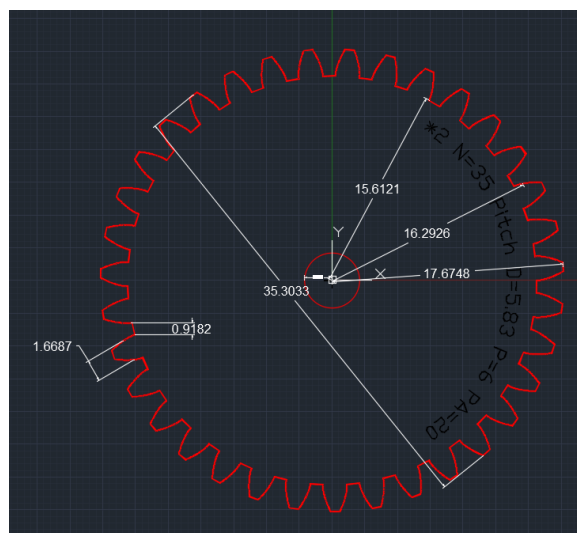 *2 N=35 Pitch D=5.83 P=6 PA=20
15.6121
Y
16.2926
X
17.6748
35.3033
0.9182
1.6687